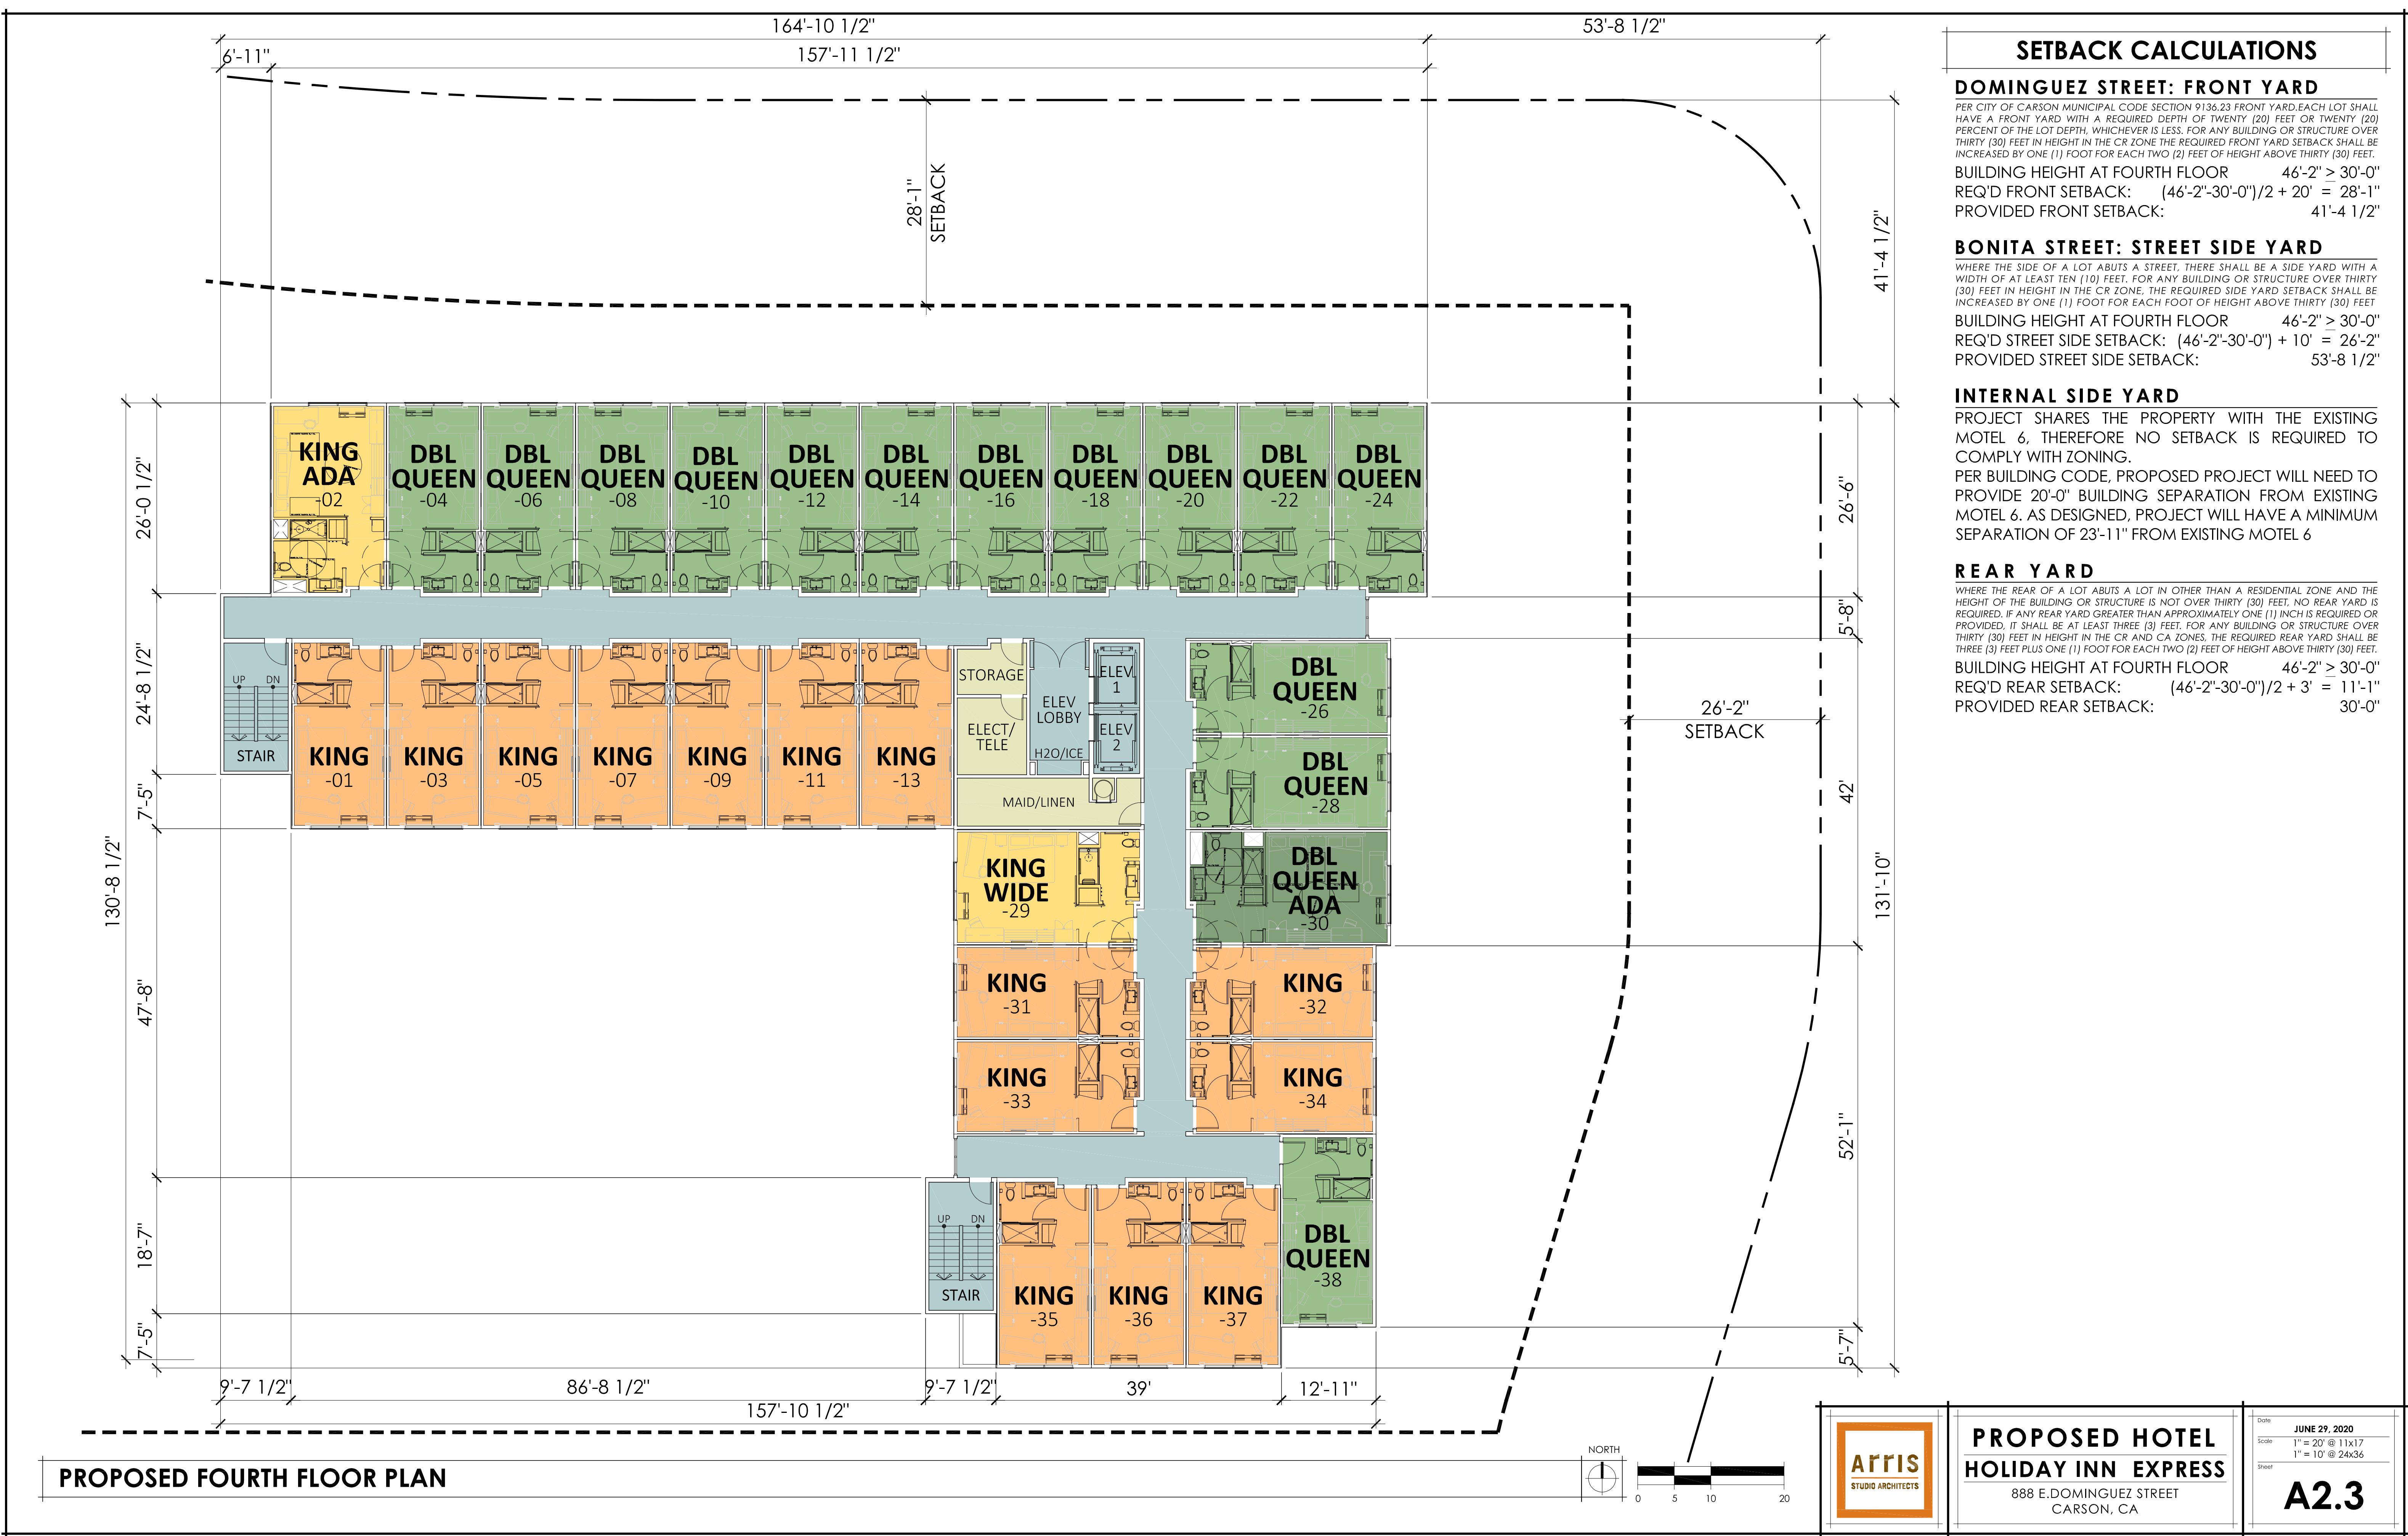 164'-10 1/2"
53'-8 1/2"
6'-11"
157'-11 1/2"
28'-1"
SETBACK
41'-4 1/2"
SETBACK CALCULATIONS
DOMINGUEZ STREET: FRONT YARD
PER CITY OF CARSON MUNICIPAL CODE SECTION 9136.23 FRONT YARD.EACH LOT SHALL
HAVE A FRONT YARD WITH A REQUIRED DEPTH OF TWENTY (20) FEET OR TWENTY (20)
PERCENT OF THE LOT DEPTH, WHICHEVER IS LESS. FOR ANY BUILDING OR STRUCTURE OVER
THIRTY (30) FEET IN HEIGHT IN THE CR ZONE THE REQUIRED FRONT YARD SETBACK SHALL BE
INCREASED BY ONE (1) FOOT FOR EACH TWO (2) FEET OF HEIGHT ABOVE THIRTY (30) FEET.
BUILDING HEIGHT AT FOURTH FLOOR 46'-2" ≥ 30'-0"
REQ'D FRONT SETBACK: (46'-2"-30'-0")/2 + 20' = 28'-1"
PROVIDED FRONT SETBACK: 41'-4 1/2"
BONITA STREET: STREET SIDE YARD
WHERE THE SIDE OF A LOT ABUTS A STREET, THERE SHALL BE A SIDE YARD WITH A
WIDTH OF AT LEAST TEN (10) FEET. FOR ANY BUILDING OR STRUCTURE OVER THIRTY
(30) FEET IN HEIGHT IN THE CR ZONE, THE REQUIRED SIDE YARD SETBACK SHALL BE
INCREASED BY ONE (1) FOOT FOR EACH FOOT OF HEIGHT ABOVE THIRTY (30) FEET
BUILDING HEIGHT AT FOURTH FLOOR 46'-2" ≥ 30'-0"
REQ'D STREET SIDE SETBACK: (46'-2"-30'-0") + 10' = 26'-2"
PROVIDED STREET SIDE SETBACK: 53'-8 1/2"
INTERNAL SIDE YARD
PROJECT SHARES THE PROPERTY WITH THE EXISTING
MOTEL 6, THEREFORE NO SETBACK IS REQUIRED TO
COMPLY WITH ZONING.
PER BUILDING CODE, PROPOSED PROJECT WILL NEED TO
PROVIDE 20'-0" BUILDING SEPARATION FROM EXISTING
MOTEL 6. AS DESIGNED, PROJECT WILL HAVE A MINIMUM
SEPARATION OF 23'-11" FROM EXISTING MOTEL 6
REAR YARD
WHERE THE REAR OF A LOT ABUTS A LOT IN OTHER THAN A RESIDENTIAL ZONE AND THE
HEIGHT OF THE BUILDING OR STRUCTURE IS NOT OVER THIRTY (30) FEET, NO REAR YARD IS
REQUIRED. IF ANY REAR YARD GREATER THAN APPROXIMATELY ONE (1) INCH IS REQUIRED OR
PROVIDED, IT SHALL BE AT LEAST THREE (3) FEET. FOR ANY BUILDING OR STRUCTURE OVER
THIRTY (30) FEET IN HEIGHT IN THE CR AND CA ZONES, THE REQUIRED REAR YARD SHALL BE
THREE (3) FEET PLUS ONE (1) FOOT FOR EACH TWO (2) FEET OF HEIGHT ABOVE THIRTY (30) FEET.
BUILDING HEIGHT AT FOURTH FLOOR 46'-2" ≥ 30'-0"
REQ'D REAR SETBACK: (46'-2"-30'-0")/2 + 3' = 11'-1"
PROVIDED REAR SETBACK: 30'-0"
KING
ADA
-02
DBL
QUEEN
-04
DBL
QUEEN
-06
DBL
QUEEN
-08
DBL
QUEEN
-10
DBL
QUEEN
-12
DBL
QUEEN
-14
DBL
QUEEN
-16
DBL
QUEEN
-18
DBL
QUEEN
-20
DBL
QUEEN
-22
DBL
QUEEN
-24
26'-0 1/2"
26'-6"
5'-8"
24'-8 1/2"
7'-5"
130'-8 1/2"
47'-8"
18'-7"
7'-5"
UP DN
STAIR
KING
-01
KING
-03
KING
-05
KING
-07
KING
-09
KING
-11
KING
-13
STORAGE
ELECT/
TELE
ELEV
LOBBY
H2O/ICE
ELEV
1
ELEV
2
MAID/LINEN
DBL
QUEEN
-26
DBL
QUEEN
-28
26'-2"
SETBACK
42'
131'-10"
52'-1"
5'-7"
KING
WIDE
-29
DBL
QUEEN
ADA
-30
KING
-31
KING
-32
KING
-33
KING
-34
UP DN
STAIR
KING
-35
KING
-36
KING
-37
DBL
QUEEN
-38
9'-7 1/2"
86'-8 1/2"
9'-7 1/2"
39'
12'-11"
157'-10 1/2"
PROPOSED FOURTH FLOOR PLAN
NORTH
0 5 10 20
Arris
STUDIO ARCHITECTS
PROPOSED HOTEL
HOLIDAY INN EXPRESS
888 E.DOMINGUEZ STREET
CARSON, CA
Date
JUNE 29, 2020
Scale
1" = 20' @ 11x17
1" = 10' @ 24x36
Sheet
A2.3